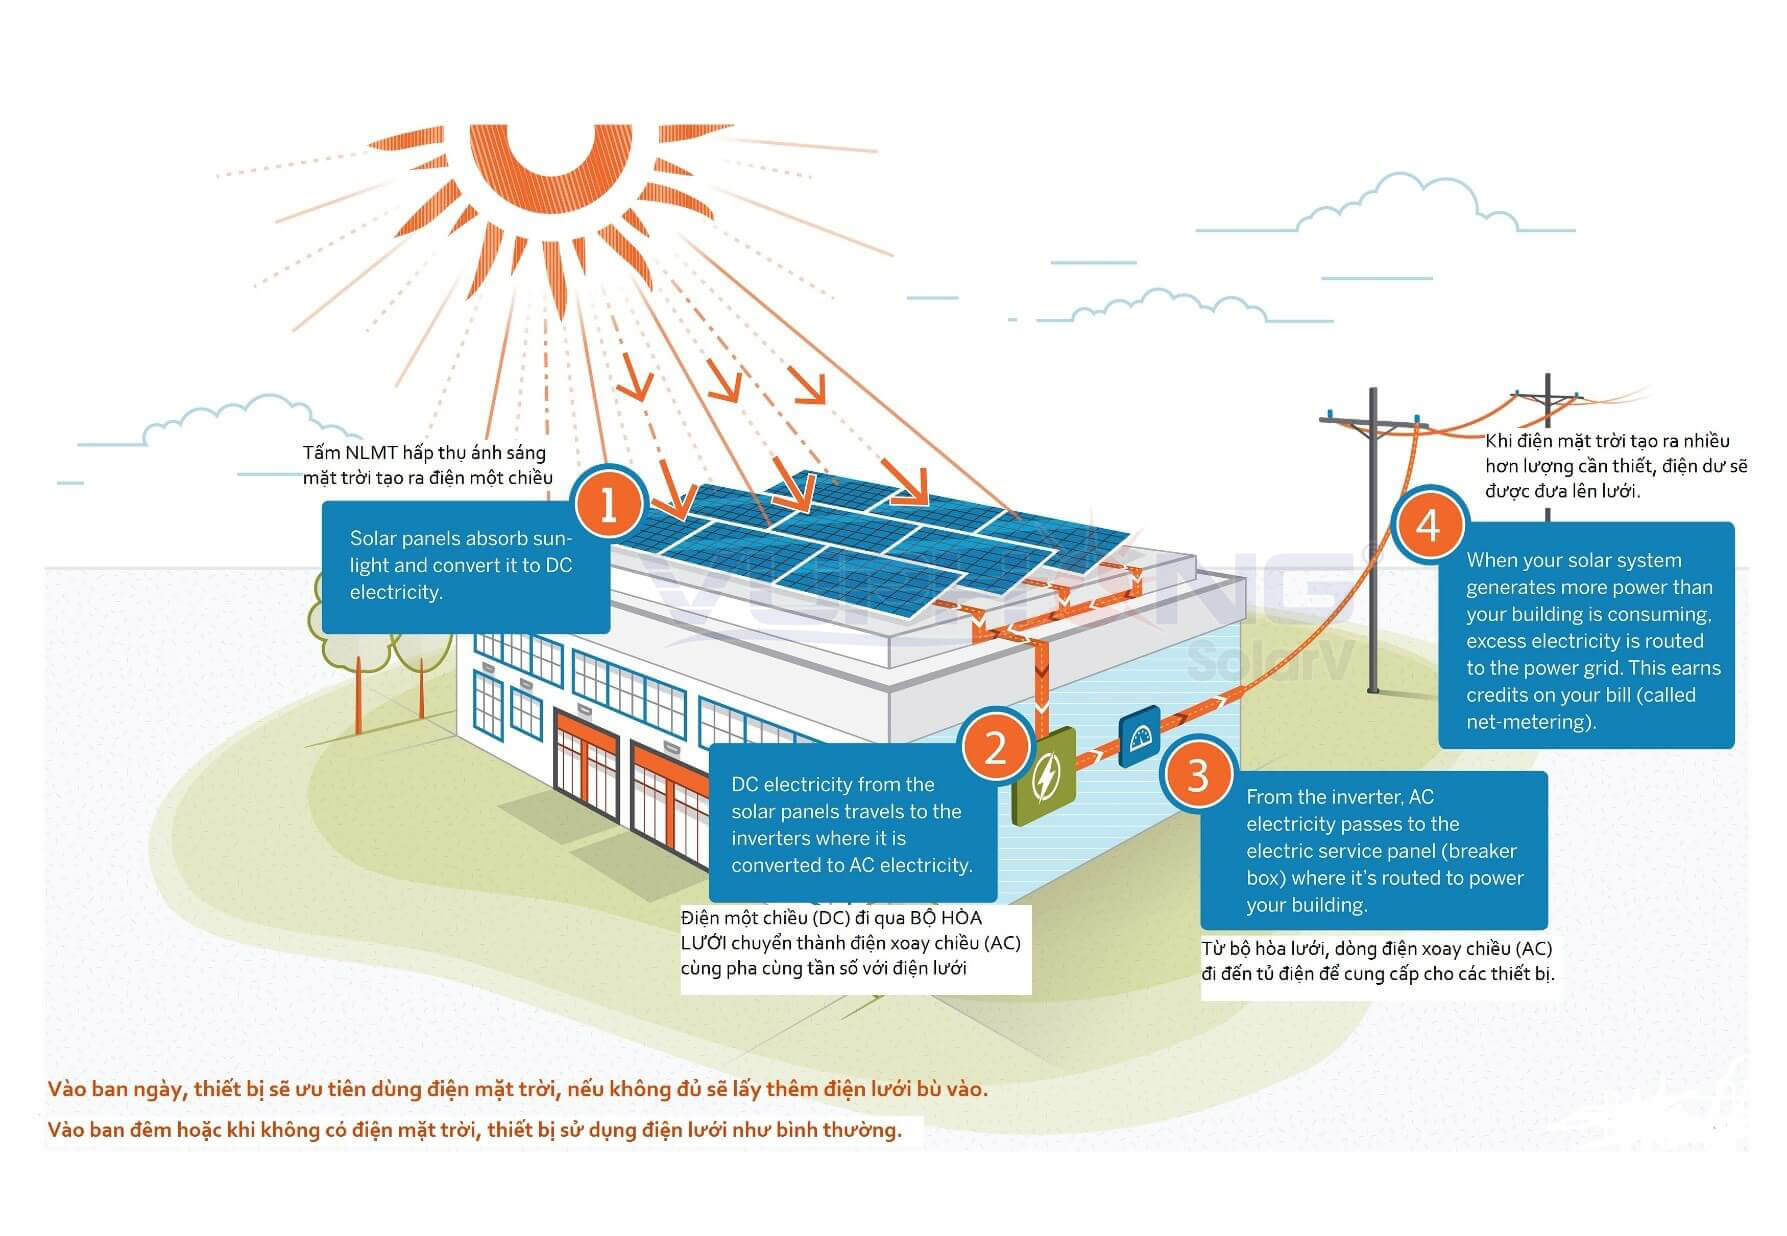 Tấm NLMT hấp thụ ánh sáng
mặt trời tạo ra điện một chiều
1
Solar panels absorb sun-
light and convert it to DC
electricity.
Khi điện mặt trời tạo ra nhiều
hơn lượng cần thiết, điện dư sẽ
được đưa lên lưới.
4
When your solar system
generates more power than
your building is consuming,
excess electricity is routed
to the power grid. This earns
credits on your bill (called
net-metering).
SolarV
2
DC electricity from the
solar panels travels to the
inverters where it is
converted to AC electricity.
Điện một chiều (DC) đi qua BỘ HÒA
LƯỚI chuyển thành điện xoay chiều (AC)
cùng pha cùng tần số với điện lưới
3
From the inverter, AC
electricity passes to the
electric service panel (breaker
box) where it's routed to power
your building.
Từ bộ hòa lưới, dòng điện xoay chiều (AC)
đi đến tủ điện để cung cấp cho các thiết bị.
Vào ban ngày, thiết bị sẽ ưu tiên dùng điện mặt trời, nếu không đủ sẽ lấy thêm điện lưới bù vào.
Vào ban đêm hoặc khi không có điện mặt trời, thiết bị sử dụng điện lưới như bình thường.